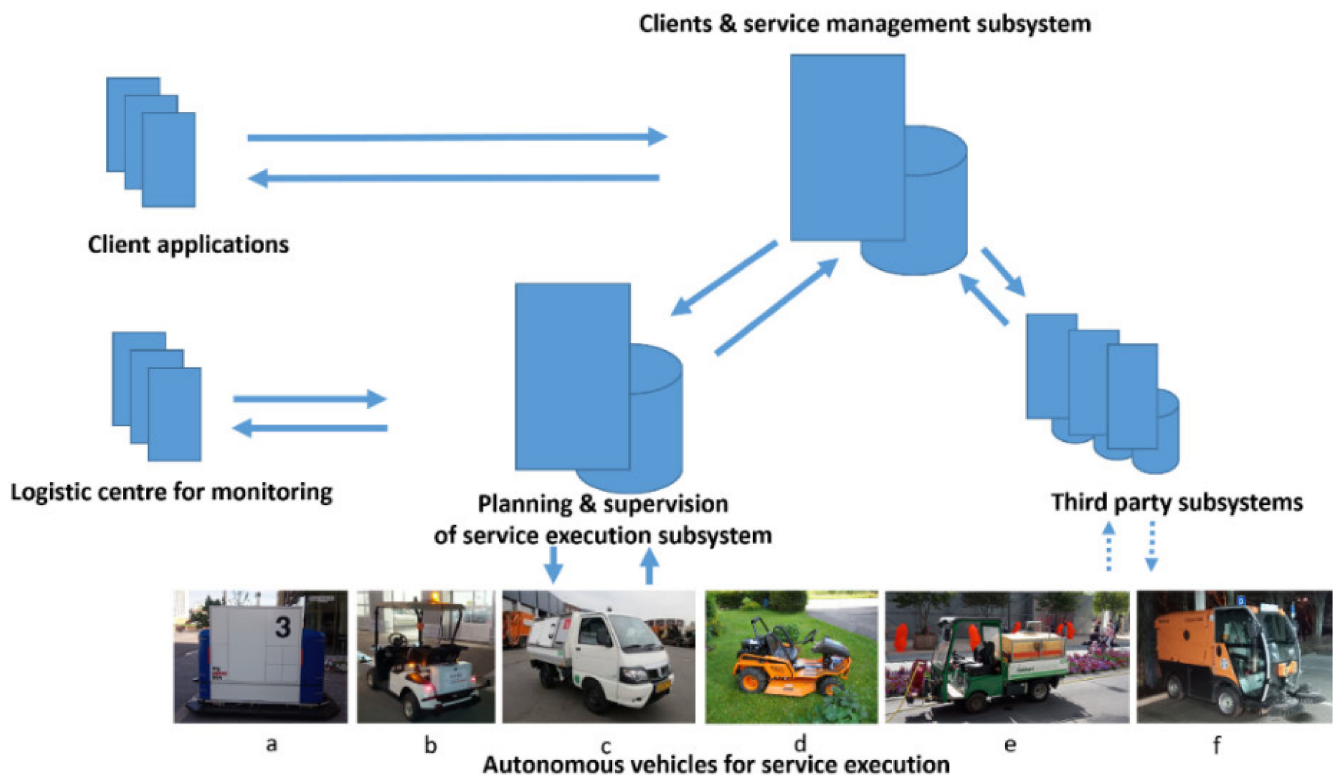 Clients & service management subsystem
Client applications
Logistic centre for monitoring
Planning & supervision
of service execution subsystem
Third party subsystems
3
a
b
c
d
e
f
Autonomous vehicles for service execution